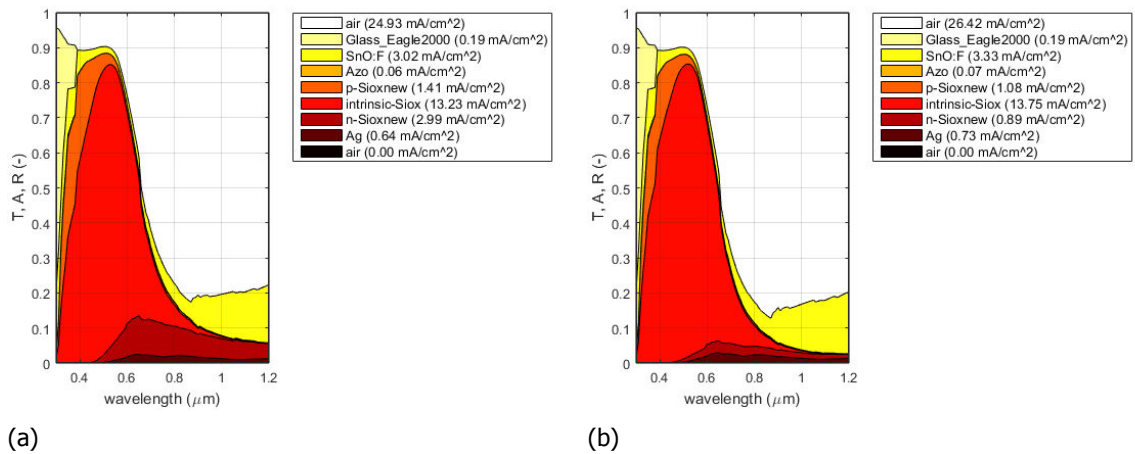 T, A, R (-)
1
0.9
0.8
0.7
0.6
0.5
0.4
0.3
0.2
0.1
0
0.4 0.6 0.8 1 1.2
wavelength (μm)
air (24.93 mA/cm^2)
Glass_Eagle2000 (0.19 mA/cm^2)
SnO:F (3.02 mA/cm^2)
Azo (0.06 mA/cm^2)
p-Sioxnew (1.41 mA/cm^2)
intrinsic-Siox (13.23 mA/cm^2)
n-Sioxnew (2.99 mA/cm^2)
Ag (0.64 mA/cm^2)
air (0.00 mA/cm^2)
(a)
T, A, R (-)
1
0.9
0.8
0.7
0.6
0.5
0.4
0.3
0.2
0.1
0
0.4 0.6 0.8 1 1.2
wavelength (μm)
air (26.42 mA/cm^2)
Glass_Eagle2000 (0.19 mA/cm^2)
SnO:F (3.33 mA/cm^2)
Azo (0.07 mA/cm^2)
p-Sioxnew (1.08 mA/cm^2)
intrinsic-Siox (13.75 mA/cm^2)
n-Sioxnew (0.89 mA/cm^2)
Ag (0.73 mA/cm^2)
air (0.00 mA/cm^2)
(b)